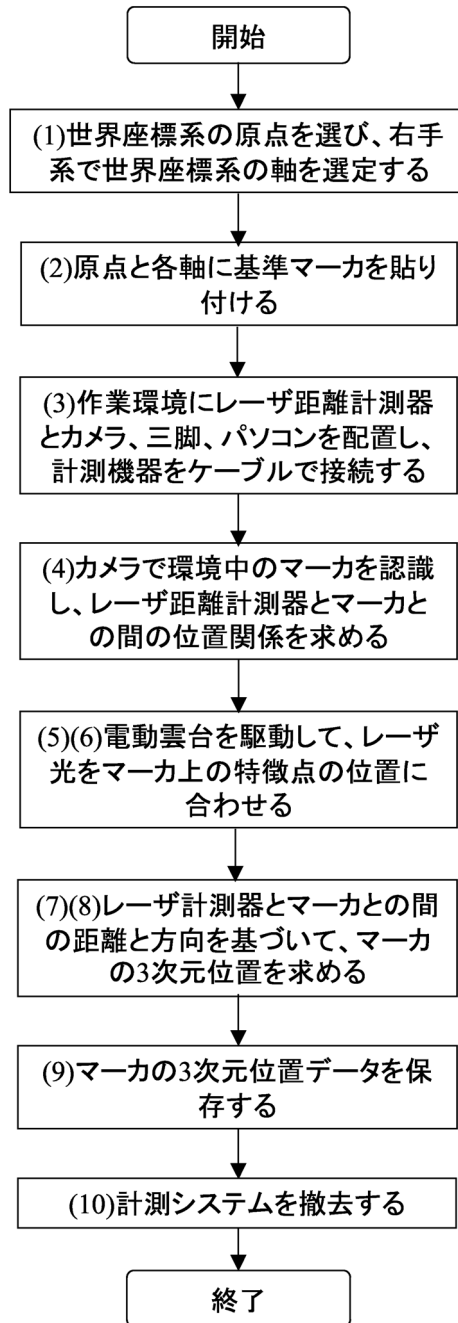 開始
(1)世界座標系の原点を選び、右手
系で世界座標系の軸を選定する
(2)原点と各軸に基準マーカを貼り
付ける
(3)作業環境にレーザ距離計測器
とカメラ、三脚、パソコンを配置し、
計測機器をケーブルで接続する
(4)カメラで環境中のマーカを認識
し、レーザ距離計測器とマーカと
の間の位置関係を求める
(5)(6)電動雲台を駆動して、レーザ
光をマーカ上の特徴点の位置に
合わせる
(7)(8)レーザ計測器とマーカとの間
の距離と方向を基づいて、マーカ
の3次元位置を求める
(9)マーカの3次元位置データを保
存する
(10)計測システムを撤去する
終了